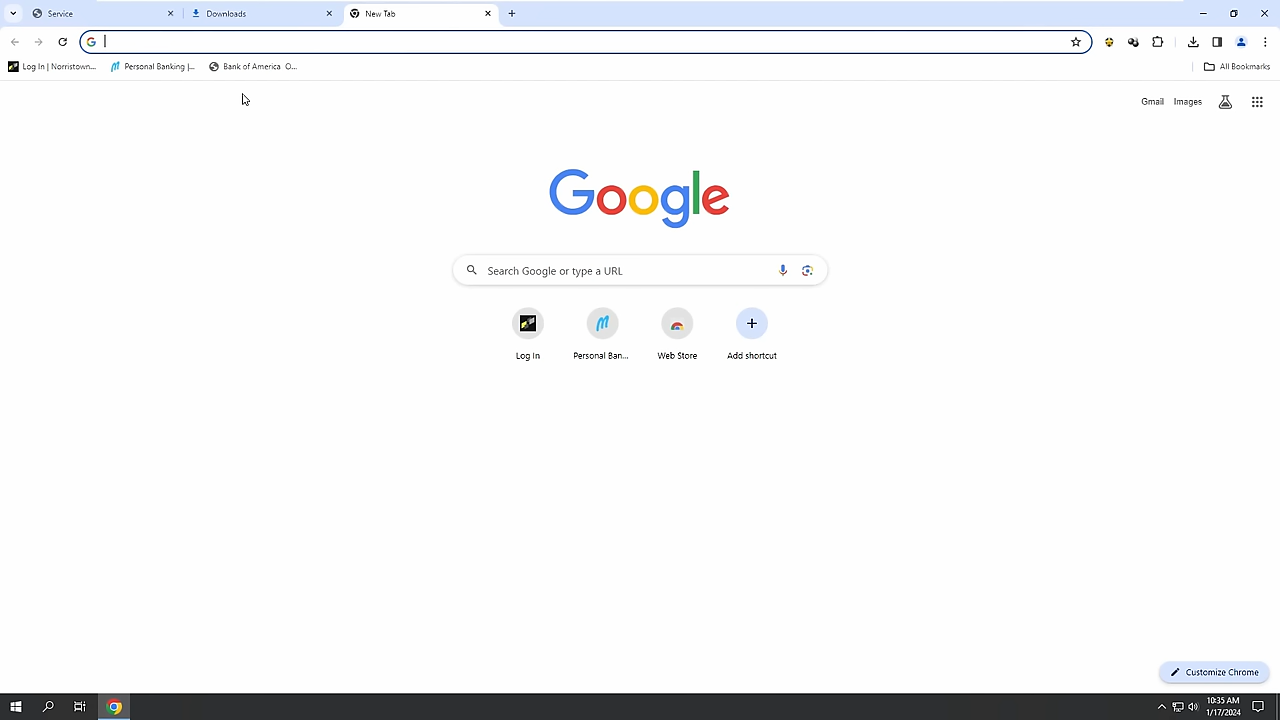 Service
Downloads
New Tab
Log In | Norristown...
Personal Banking |...
Bank of America O...
All Bookmarks
Gmail
Images
Google
Search Google or type a URL
Log In
Personal Ban...
Web Store
Add shortcut
Customize Chrome
10:35 AM
1/17/2024